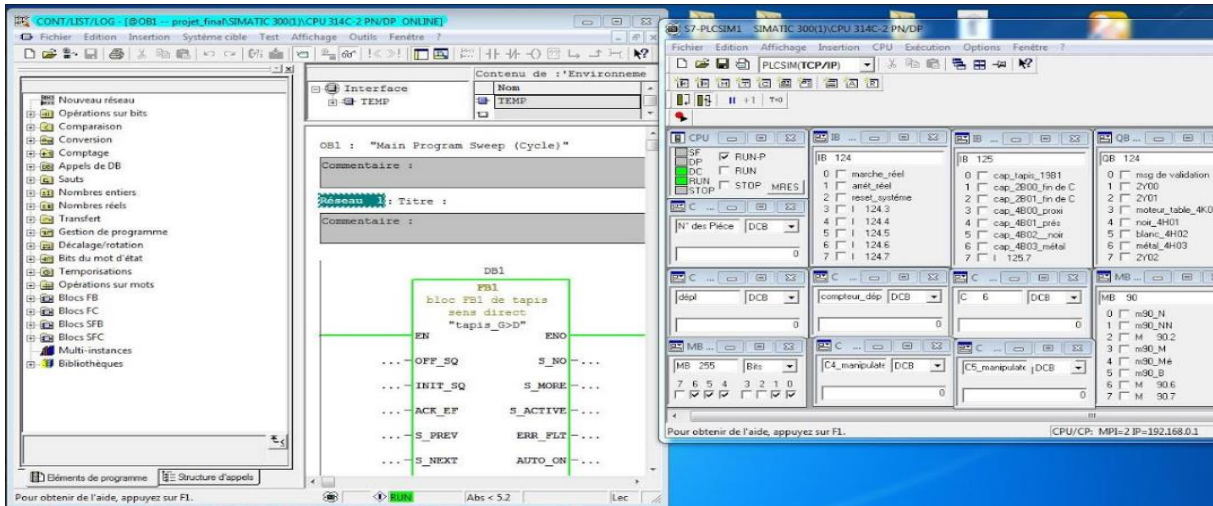 CONT/LIST/LOG - [@OB1 -- projet_final\SIMATIC 300(1)\CPU 314C-2 PN/DP ONLINE]
Fichier Edition Insertion Système cible Test Affichage Outils Fenêtre ?
Contenu de :'Environneme
Interface
Nom
TEMP
TEMP
Nouveau réseau
Opérations sur bits
Comparaison
Conversion
Comptage
Appels de DB
Sauts
Nombres entiers
Nombres réels
Transfert
Gestion de programme
Décalage/rotation
Bits du mot d'état
Temporisations
Opérations sur mots
Blocs FB
Blocs FC
Blocs SFB
Blocs SFC
Multi-instances
Bibliothèques
Eléments de programme
Structure d'appels
OB1 : "Main Program Sweep (Cycle)"
Commentaire :
Réseau 1: Titre :
Commentaire :
DB1
FB1
bloc FB1 de tapis
sens direct
"tapis_G>D"
EN ENO
... OFF_SQ S_NO ...
... INIT_SQ S_MORE ...
... ACK_EF S_ACTIVE ...
... S_PREV ERR_FLT ...
... S_NEXT AUTO_ON ...
Pour obtenir de l'aide, appuyez sur F1.
RUN
Abs < 5.2
Lec
S7-PLCSIM1 SIMATIC 300(1)\CPU 314C-2 PN/DP
Fichier Edition Affichage Insertion CPU Exécution Options Fenêtre ?
PLCSIM(TCP/IP)
+1
T=0
CPU
SF
DP
DC
RUN
STOP
RUN-P
RUN
STOP
MRES
IB ...
IB 124
0 marche_réel
1 arrét_réel
2 reset_système
3 I 124.3
4 I 124.4
5 I 124.5
6 I 124.6
7 I 124.7
IB ...
IB 125
0 cap_tapis_19B1
1 cap_2B00_fin de C
2 cap_2B01_fin de C
3 cap_4B00_proxi
4 cap_4B01_prés
5 cap_4B02__noir
6 cap_4B03_métal
7 I 125.7
QB ...
QB 124
0 msg de validation
1 2Y00
2 2Y01
3 moteur_table_4K0
4 noir_4H01
5 blanc_4H02
6 métal_4H03
7 2Y02
C ...
N° des Piéce DCB
0
C ...
dépl DCB
0
C ...
compteur_dép DCB
0
C ...
C 6 DCB
0
MB ...
MB 90
0 m90_N
1 m90_NN
2 M 90.2
3 m90_M
4 m90_Mé
5 m90_B
6 M 90.6
7 M 90.7
MB ...
MB 255 Bits
7 6 5 4 3 2 1 0
C ...
C4_manipulate DCB
0
C ...
C5_manipulate DCB
0
Pour obtenir de l'aide, appuyez sur F1.
CPU/CP: MPI=2 IP=192.168.0.1